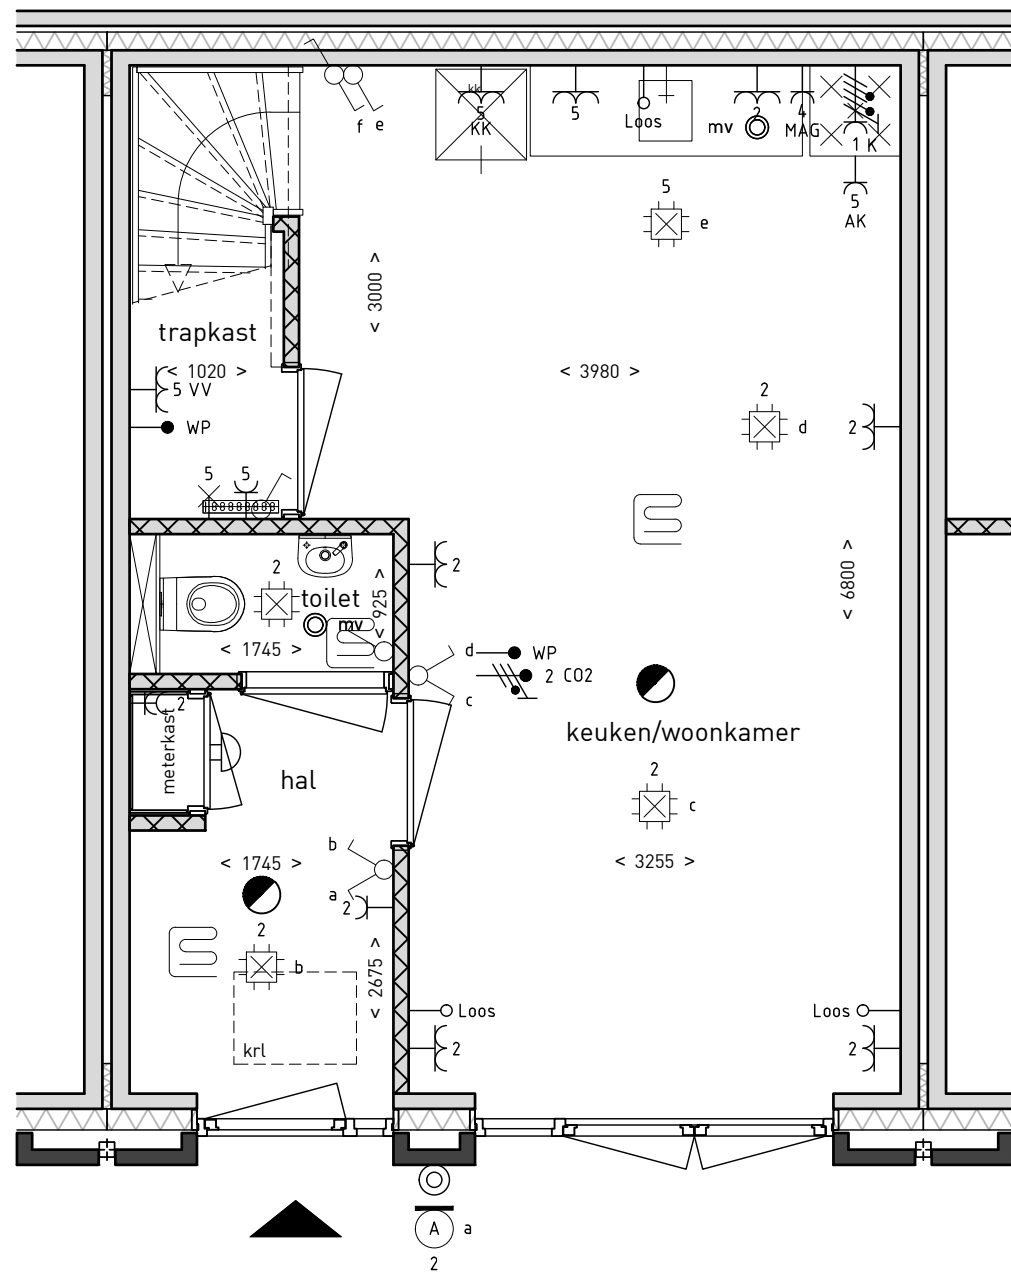 f e
kk
5
KK
5
Loos
mv
2
4
MAG
1 K
5
AK
5
e
< 3000 >
trapkast
< 1020 >
5 VV
WP
< 3980 >
2
d
2
5 5
2
2
toilet
mv
< 925 >
< 1745 >
< 6800 >
d
WP
2 CO2
c
2
meterkast
hal
keuken/woonkamer
2
c
< 3255 >
b
< 1745 >
a
2
2
b
< 2675 >
krl
Loos
Loos
2
2
A a
2